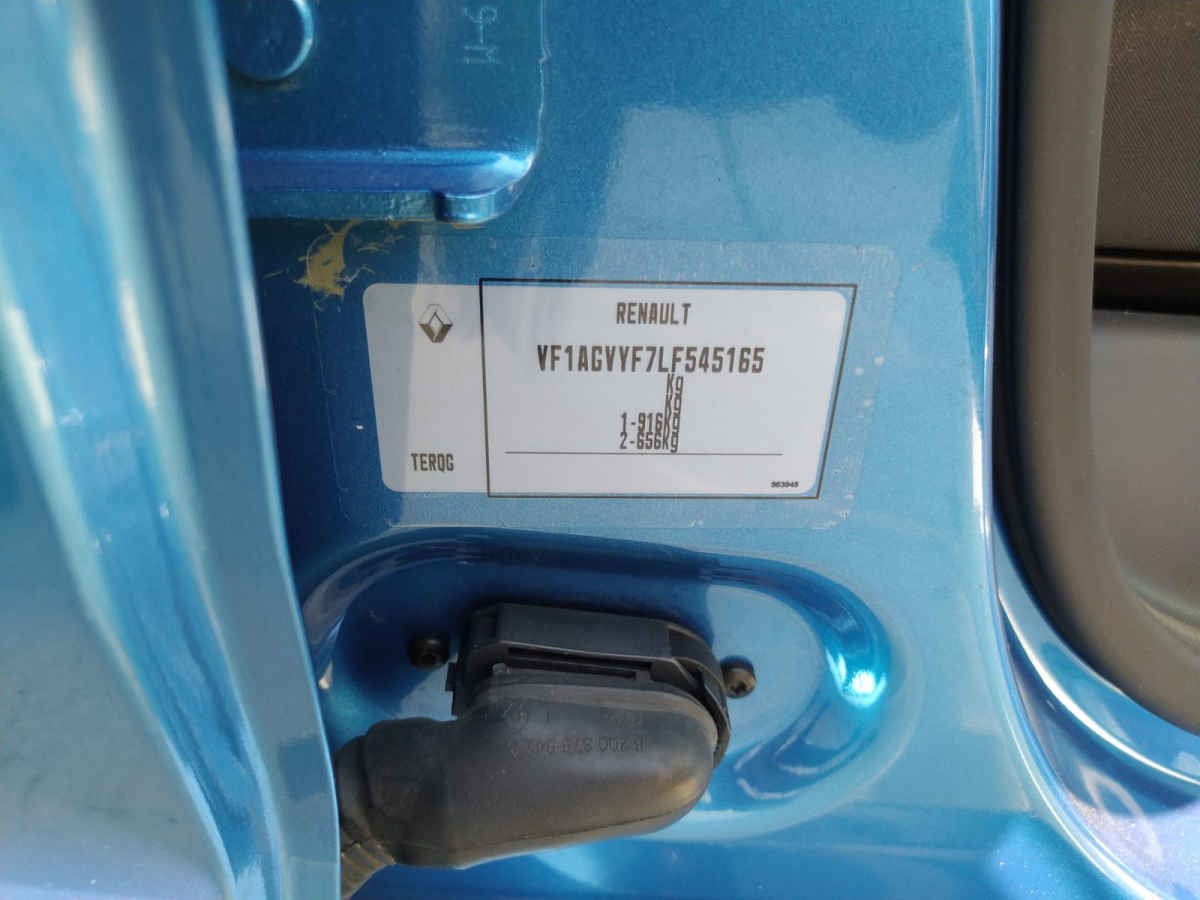 RENAULT
VF1AGVYF7LF545165
Kg
Kg
1-916Kg
2-656Kg
TERQG
563945